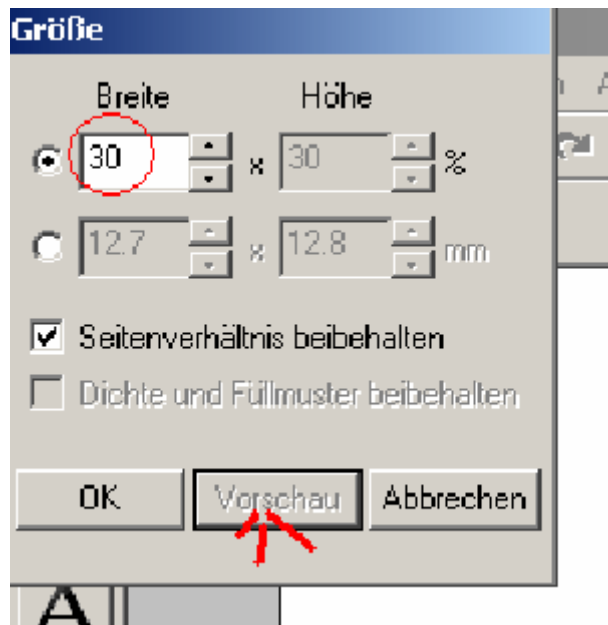 Größe
Breite Höhe
30 x 30 %
12.7 x 12.8 mm
Seitenverhältnis beibehalten
Dichte und Füllmuster beibehalten
OK Vorschau Abbrechen
A